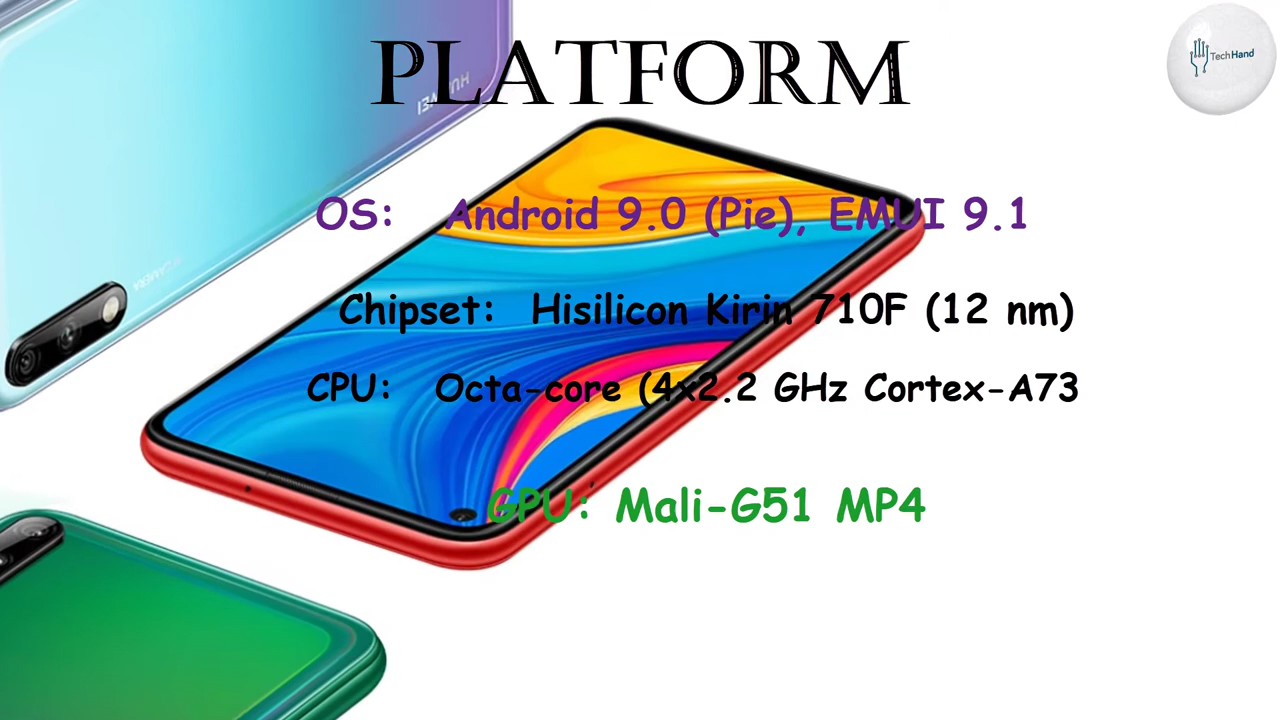 PLATFORM
TechHand
HUAWEI
OS: Android 9.0 (Pie), EMUI 9.1
Chipset: Hisilicon Kirin 710F (12 nm)
CPU: Octa-core (4x2.2 GHz Cortex-A73
GPU: Mali-G51 MP4